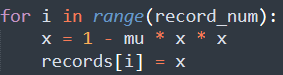 for i in range(record_num):
    x = 1 - mu * x * x
    records[i] = x